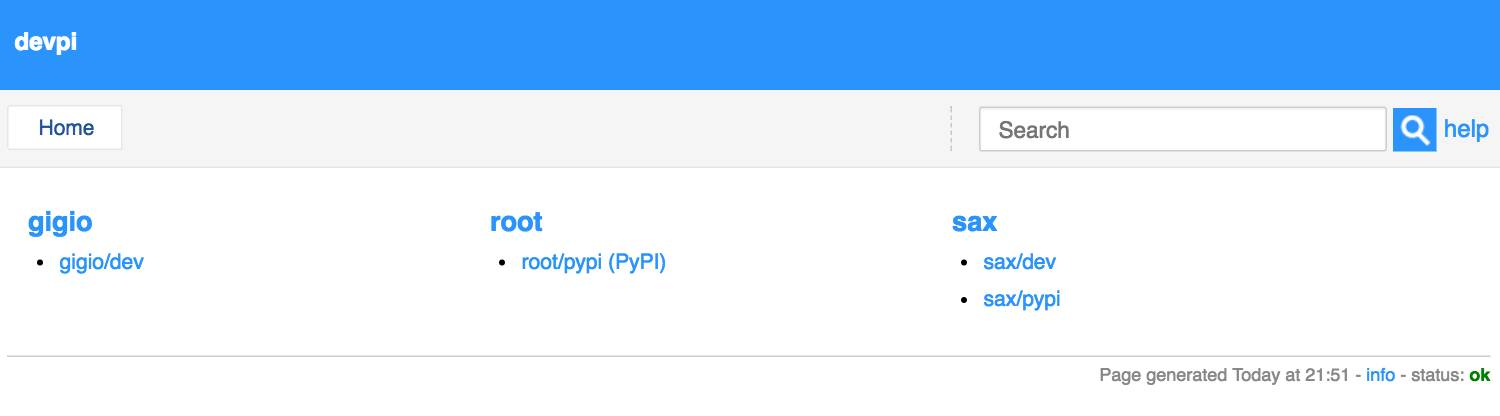 devpi
Home
Search
help
gigio
gigio/dev
root
root/pypi (PyPI)
sax
sax/dev
sax/pypi
Page generated Today at 21:51 - info - status: ok